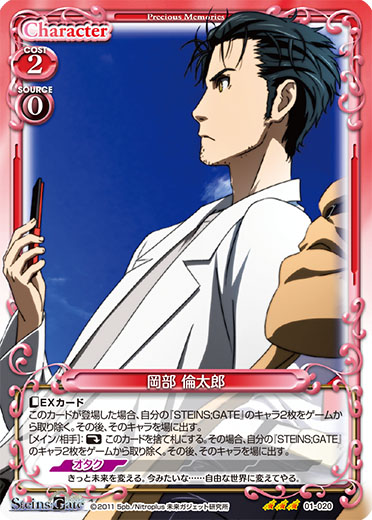 Precious Memories
Character
COST
2
SOURCE
0
岡部 倫太郎
EXカード
このカードが登場した場合、自分の『STEINS;GATE』のキャラ2枚をゲームか
ら取り除く。その後、そのキャラを場に出す。
[メイン/相手]: このカードを捨て札にする。その場合、自分の『STEINS;GATE』
のキャラ2枚をゲームから取り除く。その後、そのキャラを場に出す。
オタク
きっと未来を変える。今みたいな……自由な世界に変えてやる。
Steins;Gate
©2011 5pb./Nitroplus 未来ガジェット研究所
01-020